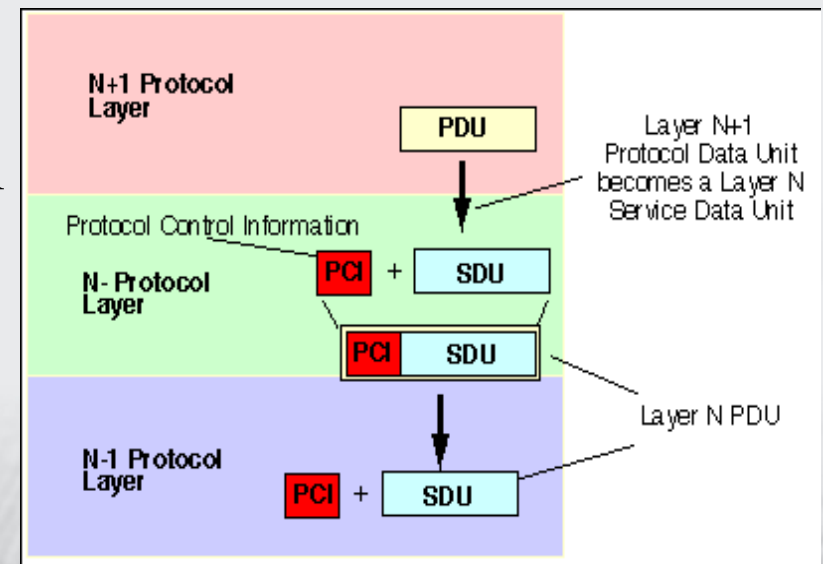 N+1 Protocol
Layer
PDU
Layer N+1
Protocol Data Unit
becomes a Layer N
Service Data Unit
Protocol Control Information
PCI + SDU
N- Protocol
Layer
PCI SDU
Layer N PDU
N-1 Protocol
Layer
PCI + SDU